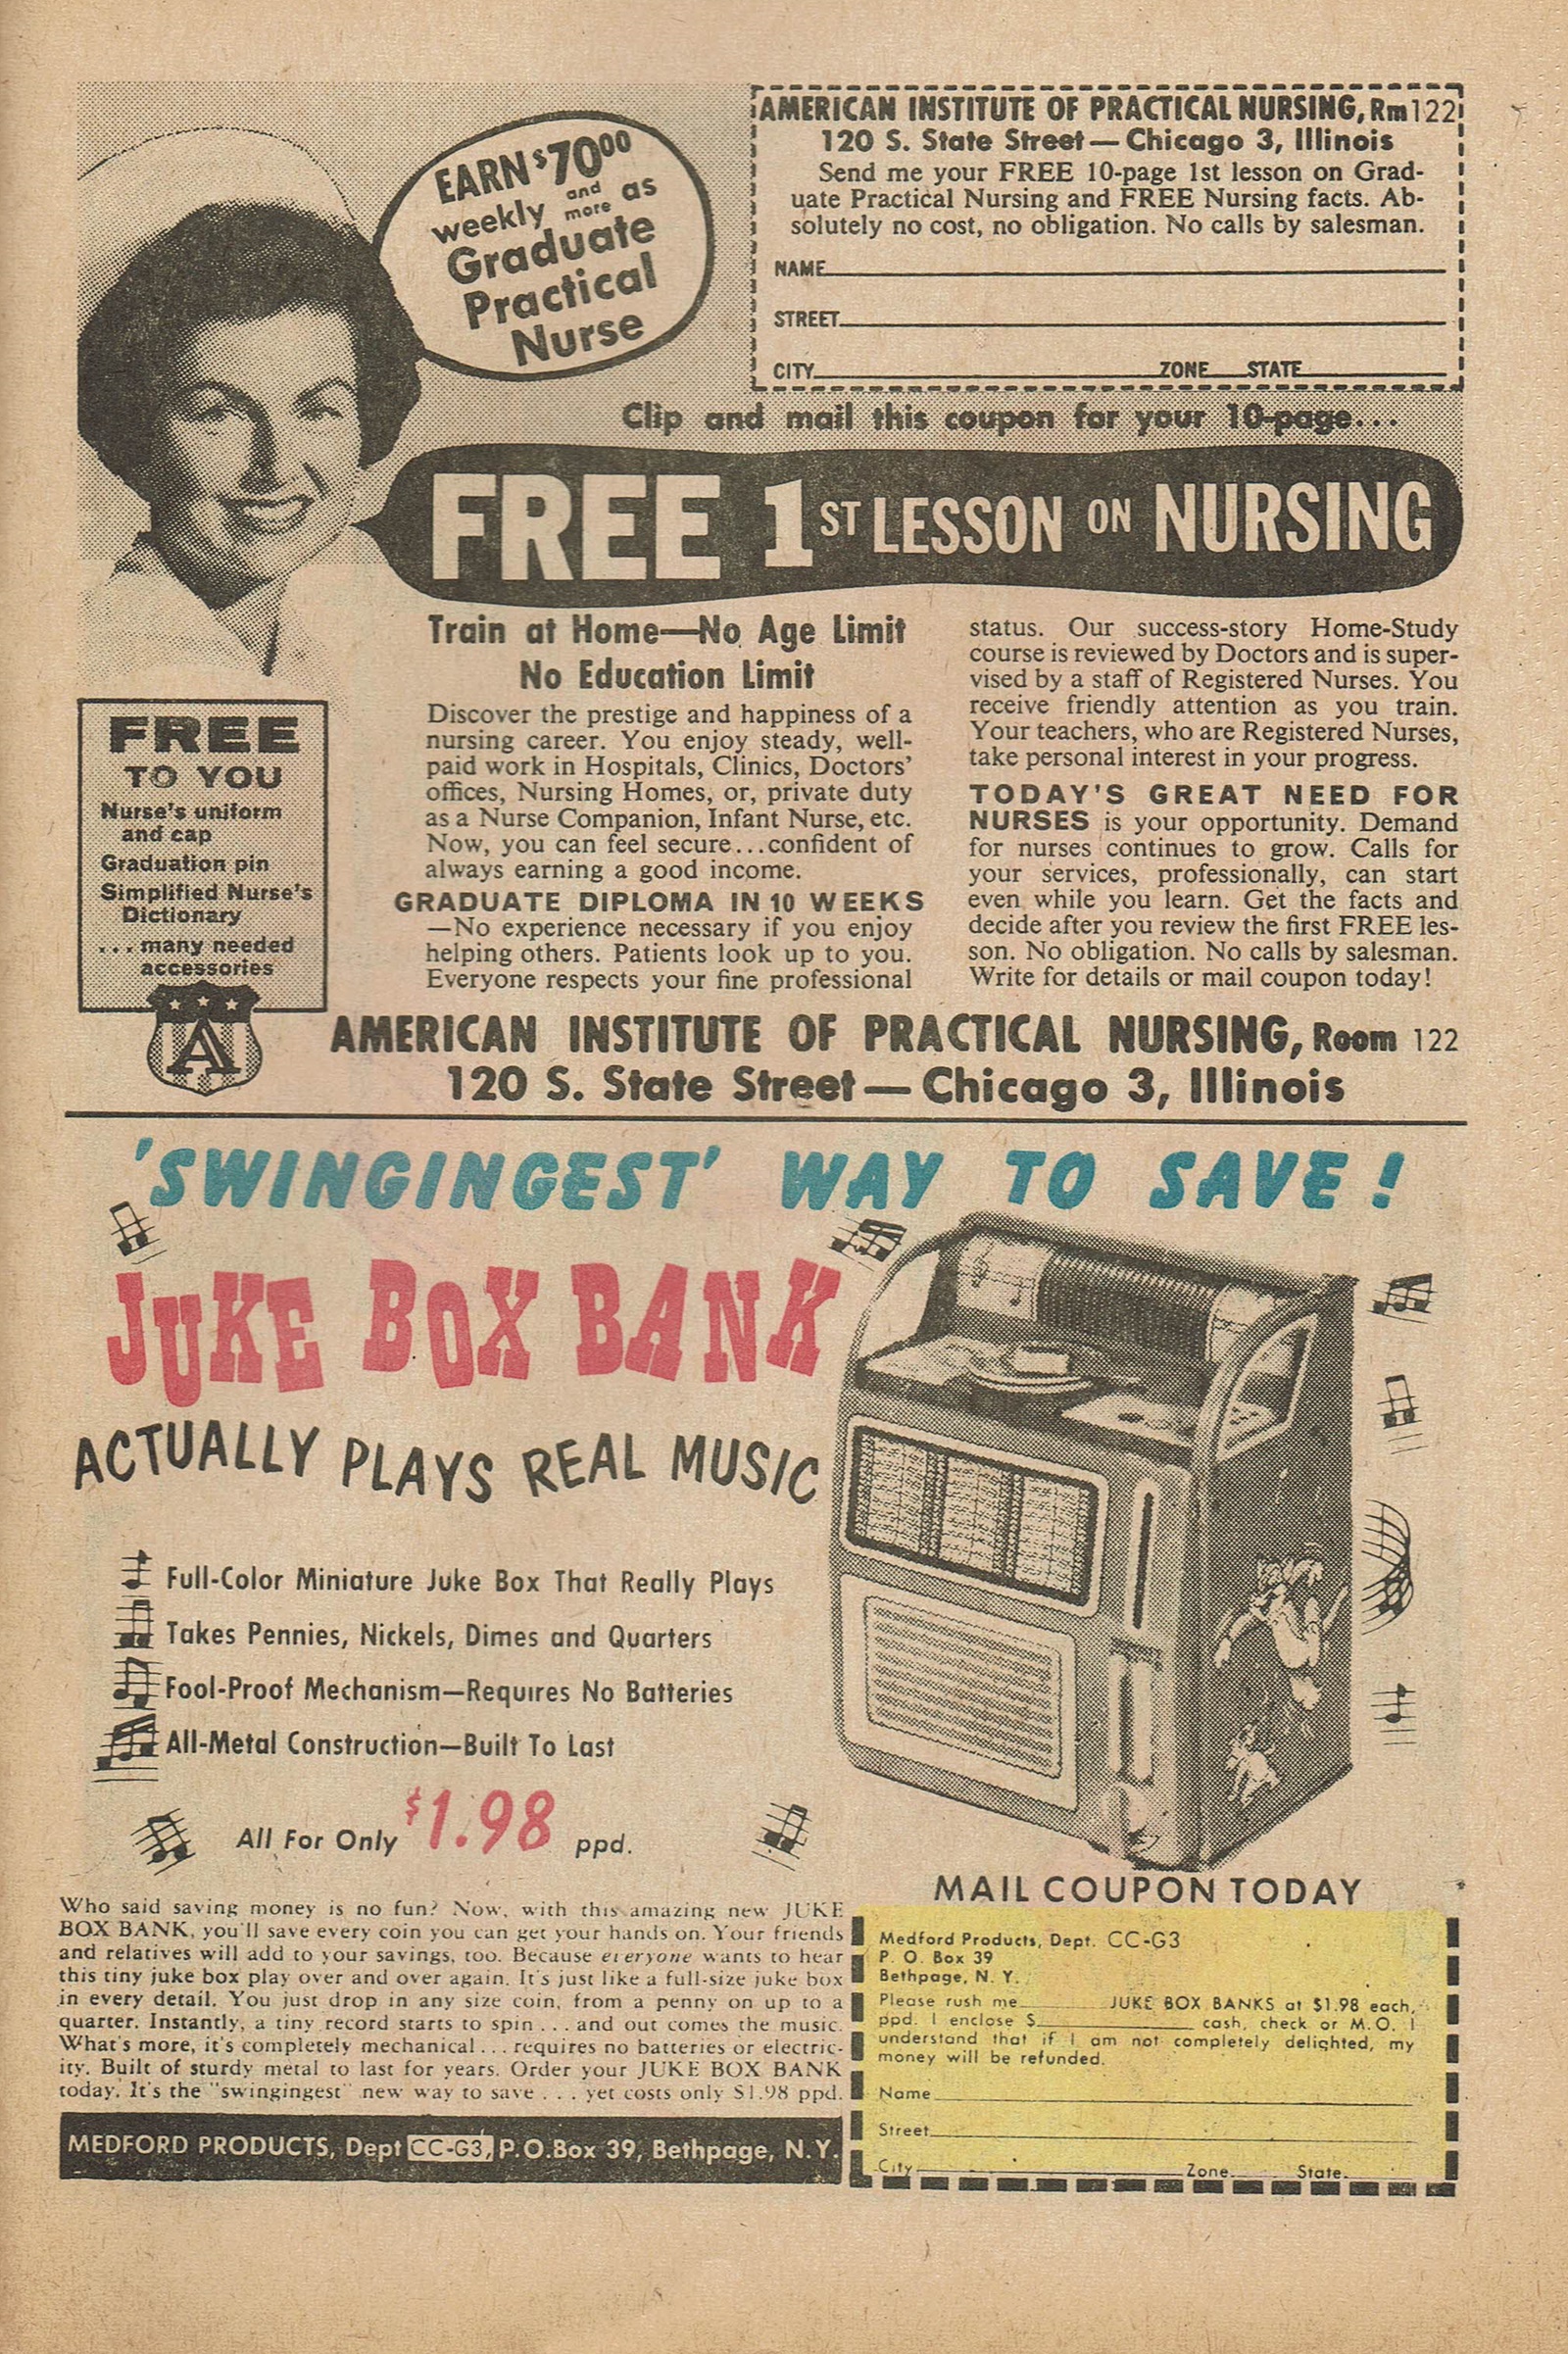 EARN $70.00
weekly and more as
Graduate
Practical
Nurse
AMERICAN INSTITUTE OF PRACTICAL NURSING, Rm 122
120 S. State Street — Chicago 3, Illinois
Send me your FREE 10-page 1st lesson on Grad-
uate Practical Nursing and FREE Nursing facts. Ab-
solutely no cost, no obligation. No calls by salesman.
NAME
STREET
CITY ZONE STATE
Clip and mail this coupon for your 10-page...
FREE 1ST LESSON ON NURSING
Train at Home—No Age Limit
No Education Limit
Discover the prestige and happiness of a
nursing career. You enjoy steady, well-
paid work in Hospitals, Clinics, Doctors'
offices, Nursing Homes, or, private duty
as a Nurse Companion, Infant Nurse, etc.
Now, you can feel secure...confident of
always earning a good income.
GRADUATE DIPLOMA IN 10 WEEKS
—No experience necessary if you enjoy
helping others. Patients look up to you.
Everyone respects your fine professional
status. Our success-story Home-Study
course is reviewed by Doctors and is super-
vised by a staff of Registered Nurses. You
receive friendly attention as you train.
Your teachers, who are Registered Nurses,
take personal interest in your progress.
TODAY'S GREAT NEED FOR
NURSES is your opportunity. Demand
for nurses continues to grow. Calls for
your services, professionally, can start
even while you learn. Get the facts and
decide after you review the first FREE les-
son. No obligation. No calls by salesman.
Write for details or mail coupon today!
FREE
TO YOU
Nurse's uniform
and cap
Graduation pin
Simplified Nurse's
Dictionary
...many needed
accessories
A
AMERICAN INSTITUTE OF PRACTICAL NURSING, Room 122
120 S. State Street — Chicago 3, Illinois
'SWINGINGEST' WAY TO SAVE!
JUKE BOX BANK
ACTUALLY PLAYS REAL MUSIC
Full-Color Miniature Juke Box That Really Plays
Takes Pennies, Nickels, Dimes and Quarters
Fool-Proof Mechanism—Requires No Batteries
All-Metal Construction—Built To Last
All For Only $1.98 ppd.
Who said saving money is no fun? Now, with this amazing new JUKE
BOX BANK, you'll save every coin you can get your hands on. Your friends
and relatives will add to your savings, too. Because everyone wants to hear
this tiny juke box play over and over again. It's just like a full-size juke box
in every detail. You just drop in any size coin, from a penny on up to a
quarter. Instantly, a tiny record starts to spin . . . and out comes the music.
What's more, it's completely mechanical . . . requires no batteries or electric-
ity. Built of sturdy metal to last for years. Order your JUKE BOX BANK
today. It's the "swingingest" new way to save . . . yet costs only $1.98 ppd.
MEDFORD PRODUCTS, Dept CC-G3, P.O.Box 39, Bethpage, N.Y.
MAIL COUPON TODAY
Medford Products, Dept. CC-G3
P. O. Box 39
Bethpage, N. Y.
Please rush me JUKE BOX BANKS at $1.98 each,
ppd. I enclose $ cash, check or M.O. I
understand that if I am not completely delighted, my
money will be refunded.
Name
Street
City Zone State